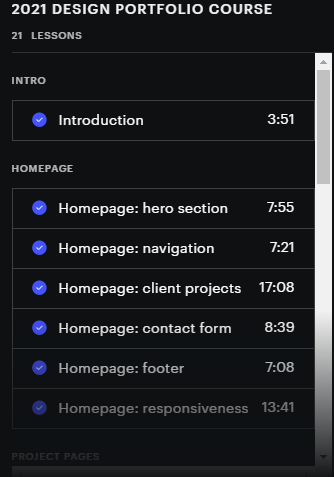 2021 DESIGN PORTFOLIO COURSE
21 LESSONS
INTRO
Introduction 3:51
HOMEPAGE
Homepage: hero section 7:55
Homepage: navigation 7:21
Homepage: client projects 17:08
Homepage: contact form 8:39
Homepage: footer 7:08
Homepage: responsiveness 13:41
PROJECT PAGES